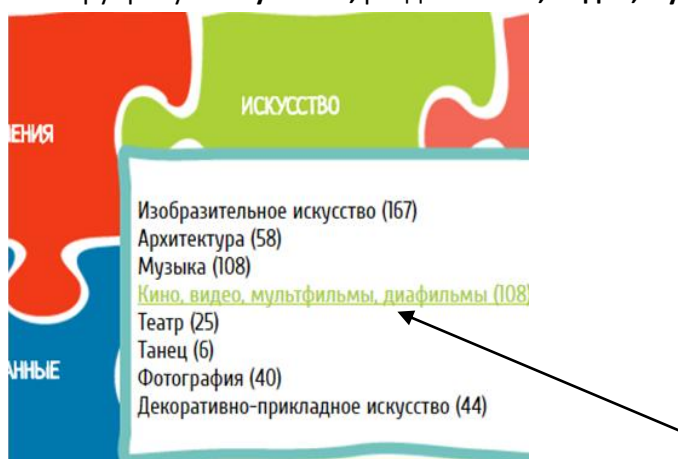 ИСКУССТВО
ЕНИЯ
Изобразительное искусство (167)
Архитектура (58)
Музыка (108)
Кино, видео, мультфильмы, диафильмы (108)
Театр (25)
Танец (6)
АННЫЕ
Фотография (40)
Декоративно-прикладное искусство (44)